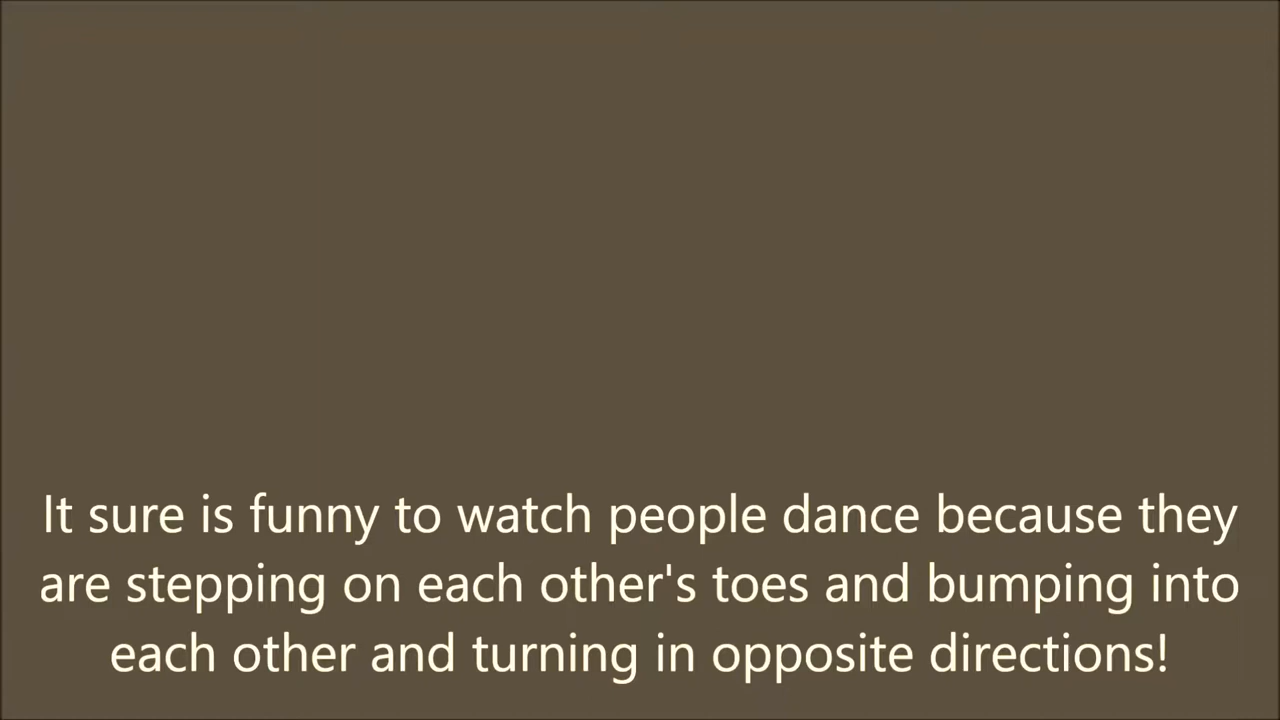 It sure is funny to watch people dance because they
are stepping on each other's toes and bumping into
each other and turning in opposite directions!